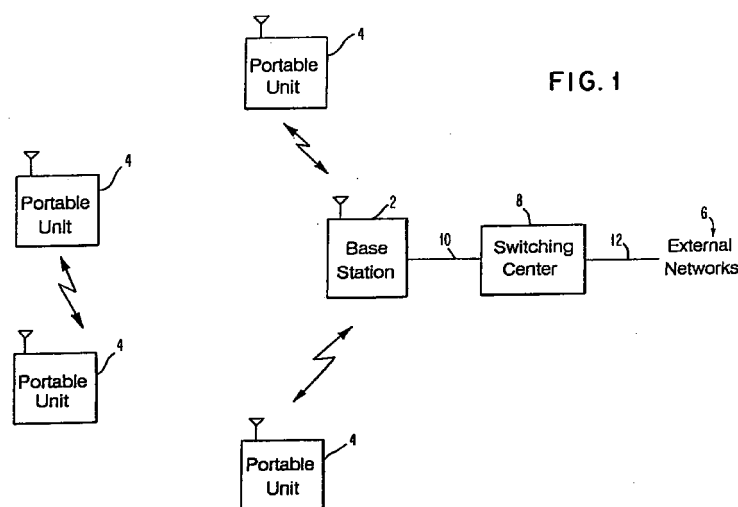 4
Portable
Unit
FIG. 1
4
Portable
Unit
2
8
6
Base
Station
10
Switching
Center
12
External
Networks
4
Portable
Unit
4
Portable
Unit